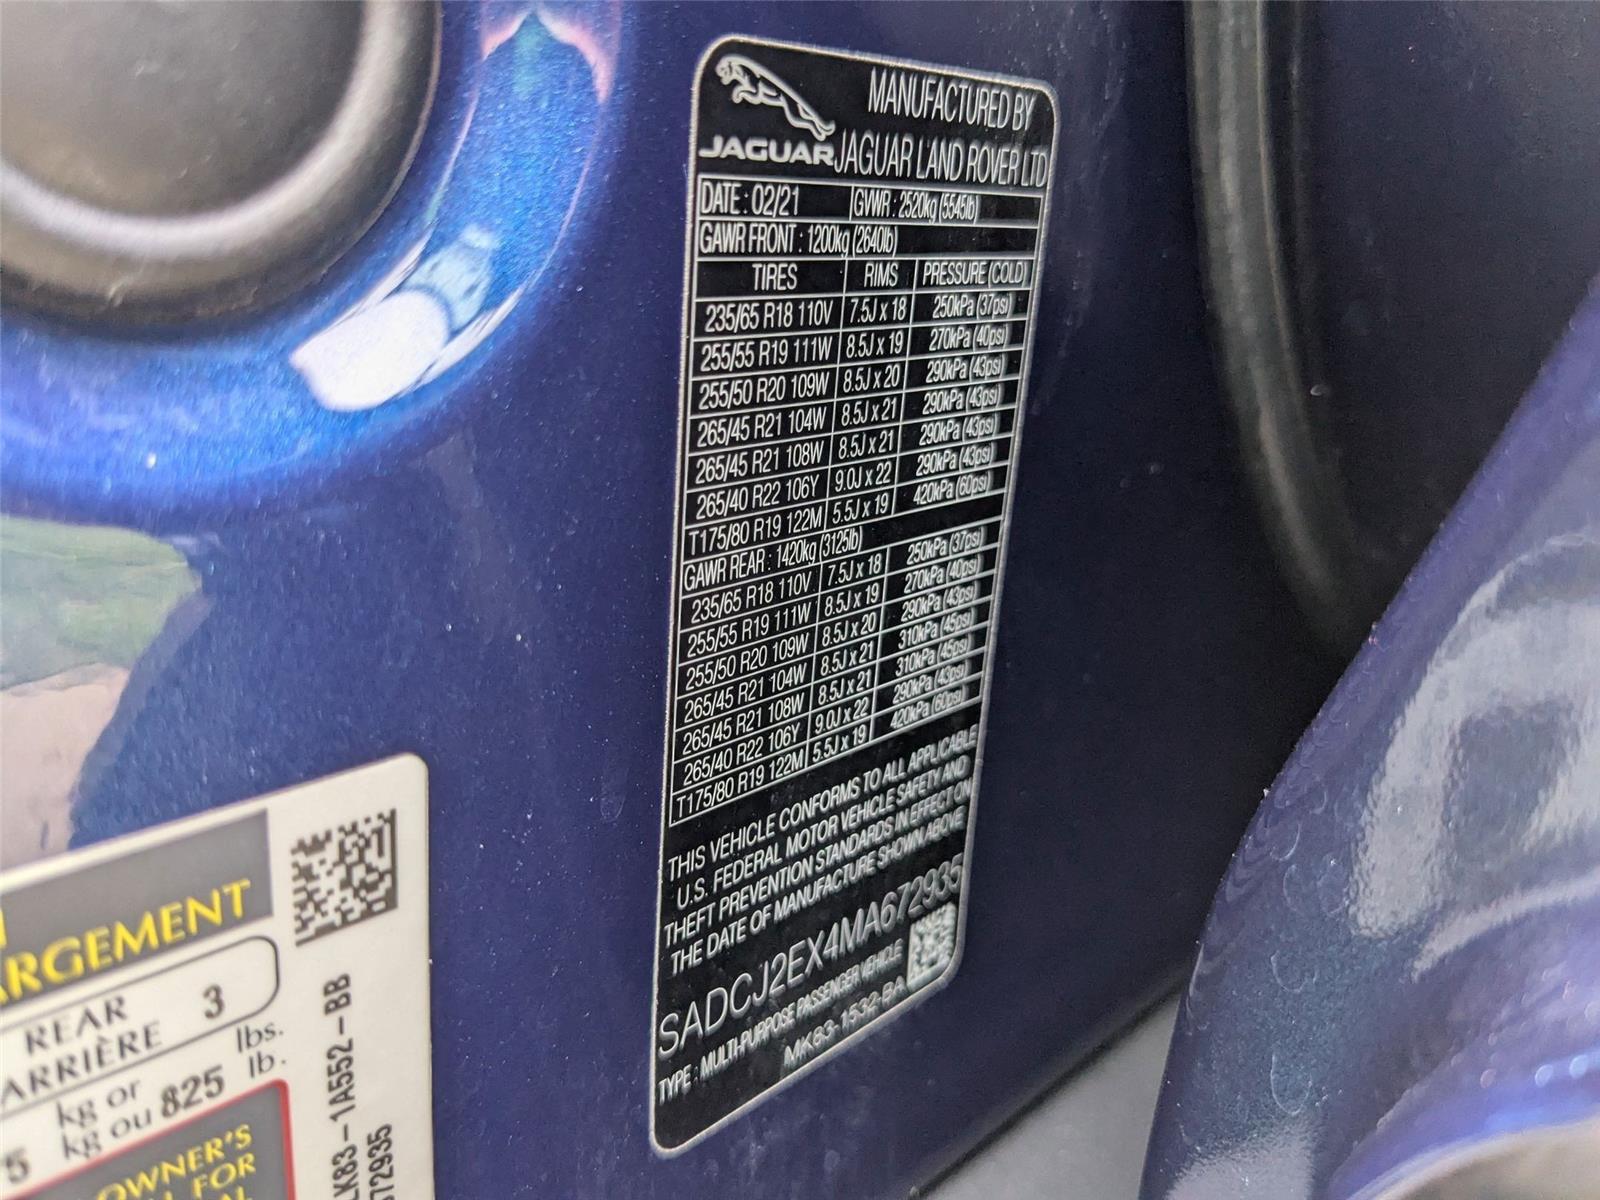 JAGUAR
MANUFACTURED BY
JAGUAR LAND ROVER LTD
DATE : 02/21 GVWR : 2520kg (5545lb)
GAWR FRONT : 1200kg (2640lb)
TIRES RIMS PRESSURE (COLD)
235/65 R18 110V 7.5J x 18 250kPa (37psi)
255/55 R19 111W 8.5J x 19 270kPa (40psi)
255/50 R20 109W 8.5J x 20 290kPa (43psi)
265/45 R21 104W 8.5J x 21 290kPa (43psi)
265/45 R21 108W 8.5J x 21 290kPa (43psi)
265/40 R22 106Y 9.0J x 22 290kPa (43psi)
T175/80 R19 122M 5.5J x 19 420kPa (60psi)
GAWR REAR : 1420kg (3125lb)
235/65 R18 110V 7.5J x 18 250kPa (37psi)
255/55 R19 111W 8.5J x 19 270kPa (40psi)
255/50 R20 109W 8.5J x 20 290kPa (43psi)
265/45 R21 104W 8.5J x 21 310kPa (45psi)
265/45 R21 108W 8.5J x 21 310kPa (45psi)
265/40 R22 106Y 9.0J x 22 290kPa (43psi)
T175/80 R19 122M 5.5J x 19 420kPa (60psi)
THIS VEHICLE CONFORMS TO ALL APPLICABLE
U.S. FEDERAL MOTOR VEHICLE SAFETY AND
THEFT PREVENTION STANDARDS IN EFFECT ON
THE DATE OF MANUFACTURE SHOWN ABOVE
SADCJ2EX4MA672935
TYPE : MULTI-PURPOSE PASSENGER VEHICLE
MK83-1532-BA
ARGEMENT
REAR 3
ARRIÈRE
kg or 825 lbs.
5 kg ou lb.
OWNER'S
FOR
AL
LK83-1A552-BB
672935